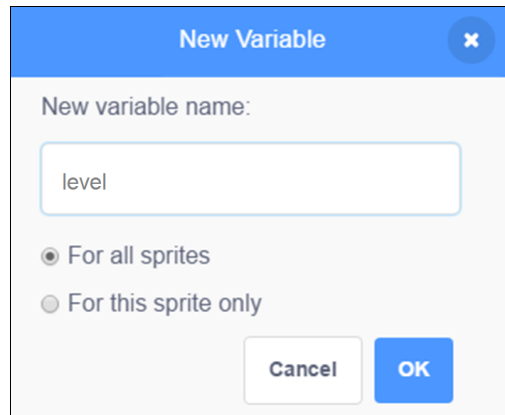 New Variable
New variable name:
level
For all sprites
For this sprite only
Cancel OK